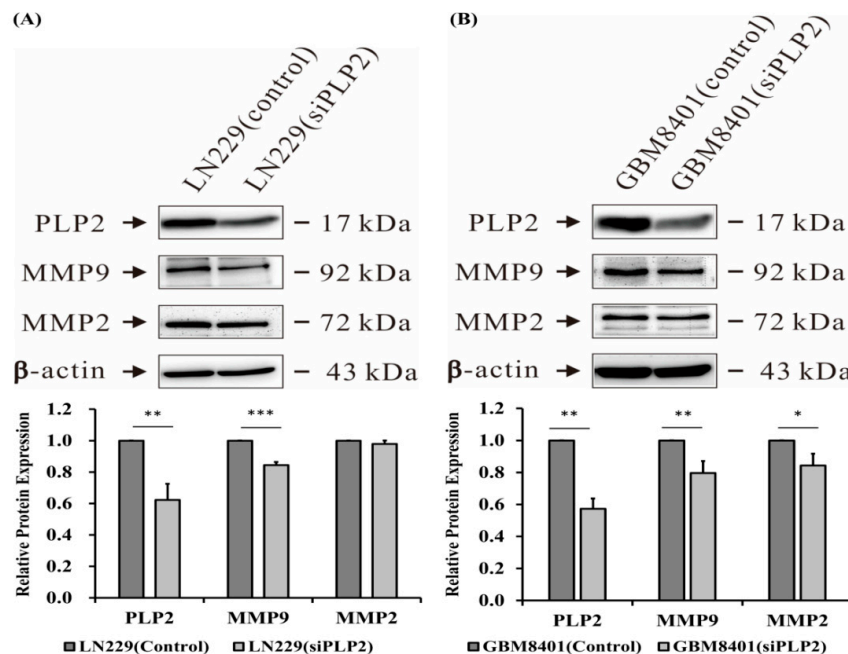 (A)
LN229(control)
LN229(siPLP2)
PLP2 → – 17 kDa
MMP9 → – 92 kDa
MMP2 → – 72 kDa
β-actin → – 43 kDa
Relative Protein Expression
1.2
1.0
0.8
0.6
0.4
0.2
0.0
**
***
PLP2 MMP9 MMP2
LN229(Control) LN229(siPLP2)
(B)
GBM8401(control)
GBM8401(siPLP2)
PLP2 → – 17 kDa
MMP9 → – 92 kDa
MMP2 → – 72 kDa
β-actin → – 43 kDa
Relative Protein Expression
1.2
1.0
0.8
0.6
0.4
0.2
0.0
**
**
*
PLP2 MMP9 MMP2
GBM8401(Control) GBM8401(siPLP2)